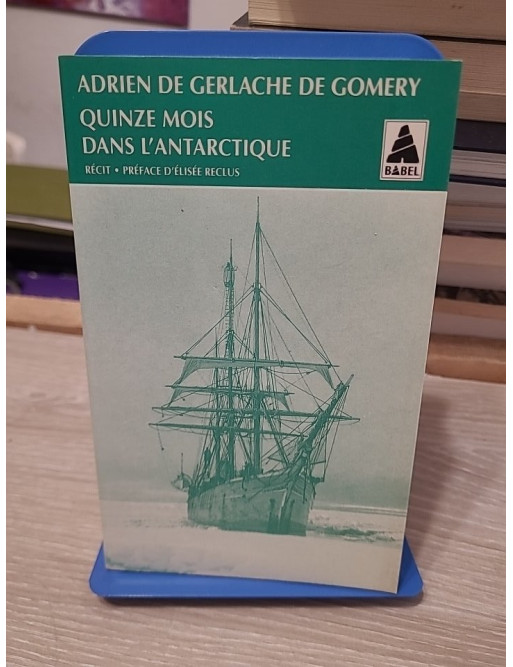 ADRIEN DE GERLACHE DE GOMERY
QUINZE MOIS
DANS L'ANTARCTIQUE
RÉCIT • PRÉFACE D'ÉLISÉE RECLUS
BABEL